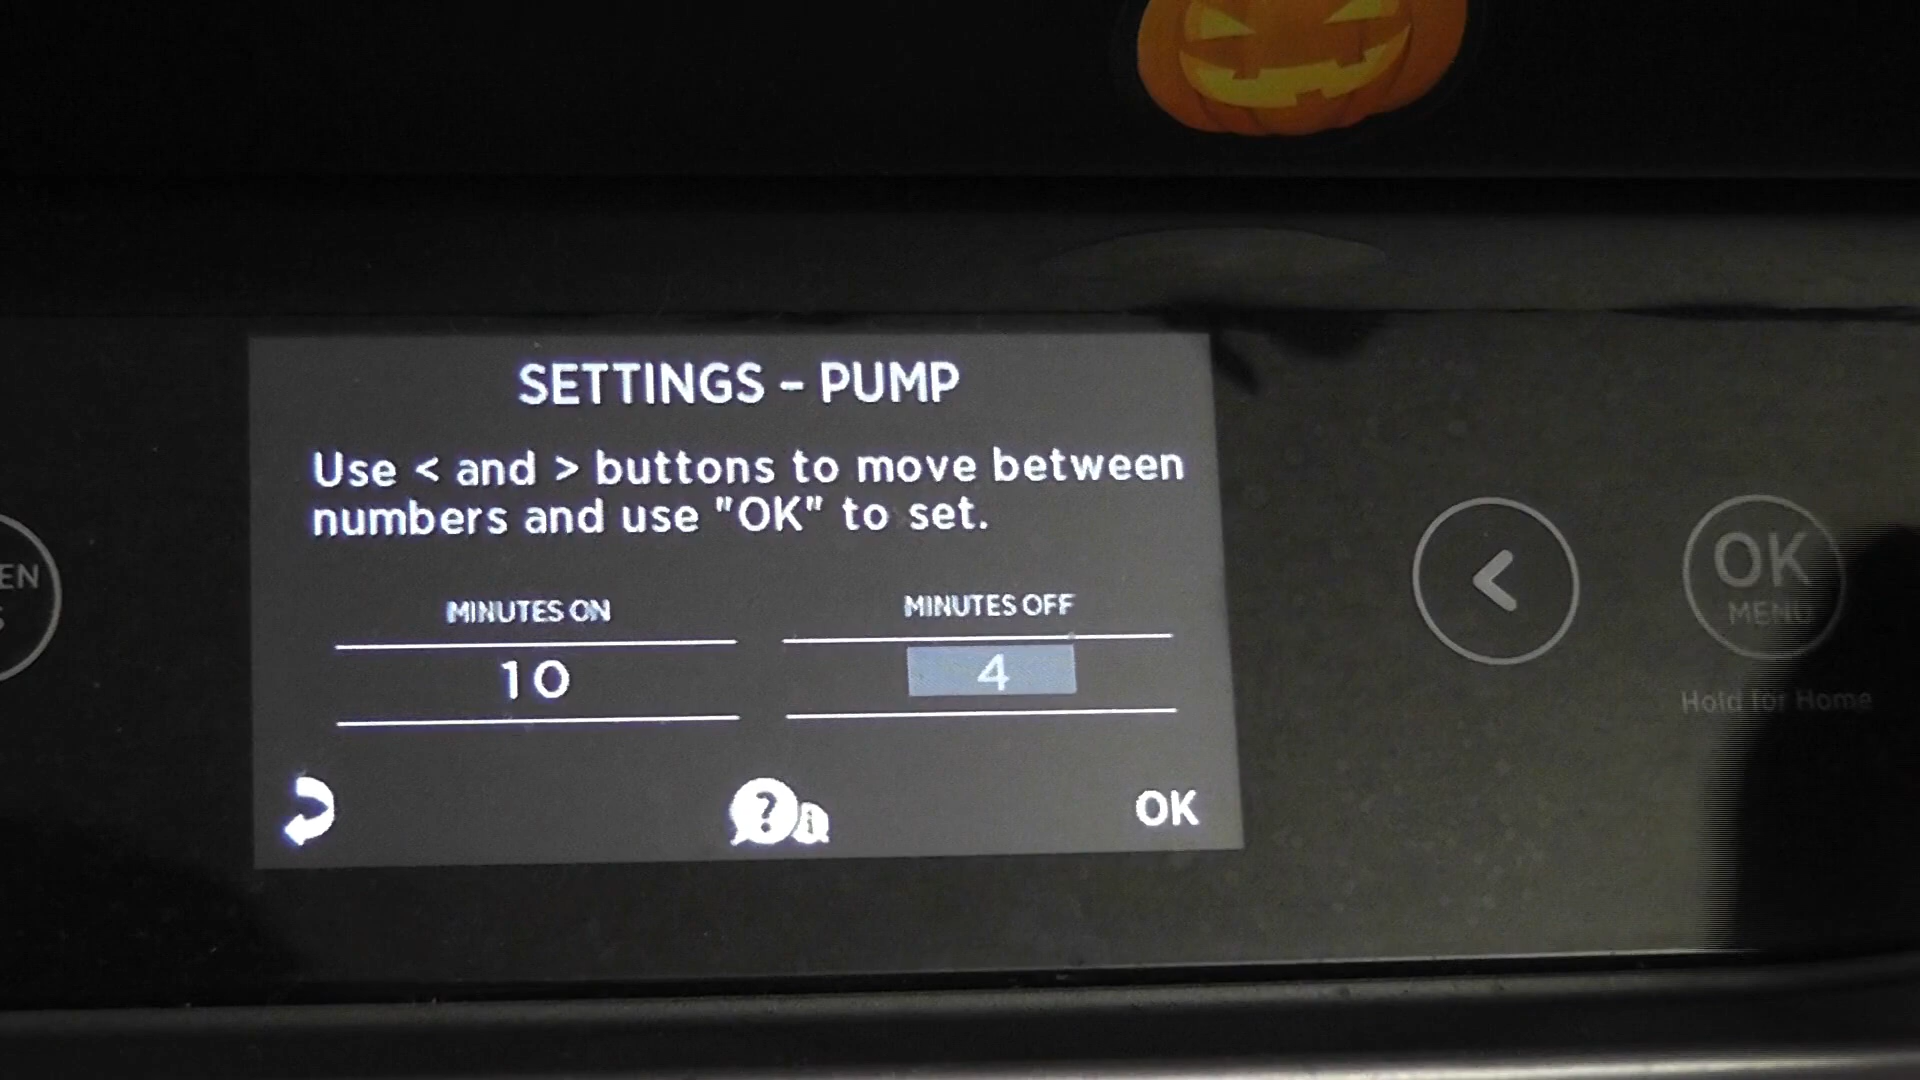 SETTINGS - PUMP
Use < and > buttons to move between
numbers and use "OK" to set.
MINUTES ON
MINUTES OFF
10
4
OK
EN
<
OK
MENU
Hold for Home